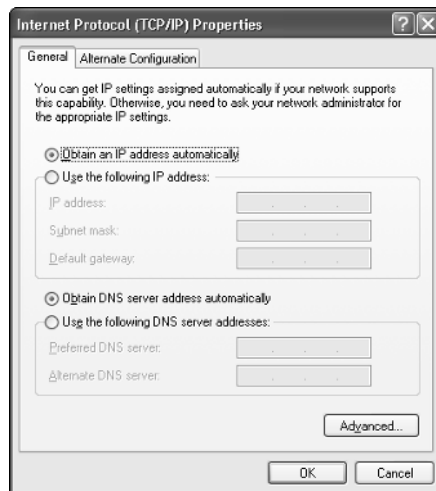 Internet Protocol (TCP/IP) Properties
General
Alternate Configuration
You can get IP settings assigned automatically if your network supports
this capability. Otherwise, you need to ask your network administrator for
the appropriate IP settings.
Obtain an IP address automatically
Use the following IP address:
IP address:
Subnet mask:
Default gateway:
Obtain DNS server address automatically
Use the following DNS server addresses:
Preferred DNS server:
Alternate DNS server:
Advanced...
OK
Cancel